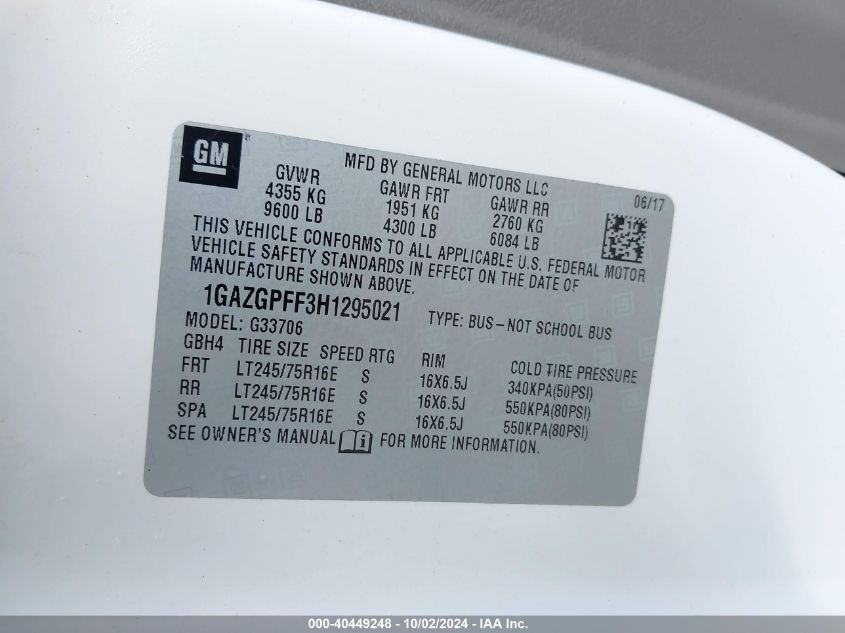 GM
MFD BY GENERAL MOTORS LLC
06/17
GVWR GAWR FRT GAWR RR
4355 KG 1951 KG 2760 KG
9600 LB 4300 LB 6084 LB
THIS VEHICLE CONFORMS TO ALL APPLICABLE U.S. FEDERAL MOTOR
VEHICLE SAFETY STANDARDS IN EFFECT ON THE DATE OF
MANUFACTURE SHOWN ABOVE.
1GAZGPFF3H1295021 TYPE: BUS-NOT SCHOOL BUS
MODEL: G33706
GBH4 TIRE SIZE SPEED RTG RIM COLD TIRE PRESSURE
FRT LT245/75R16E S 16X6.5J 340KPA(50PSI)
RR LT245/75R16E S 16X6.5J 550KPA(80PSI)
SPA LT245/75R16E S 16X6.5J 550KPA(80PSI)
SEE OWNER'S MANUAL i FOR MORE INFORMATION.
000-40449248 - 10/02/2024 - IAA Inc.